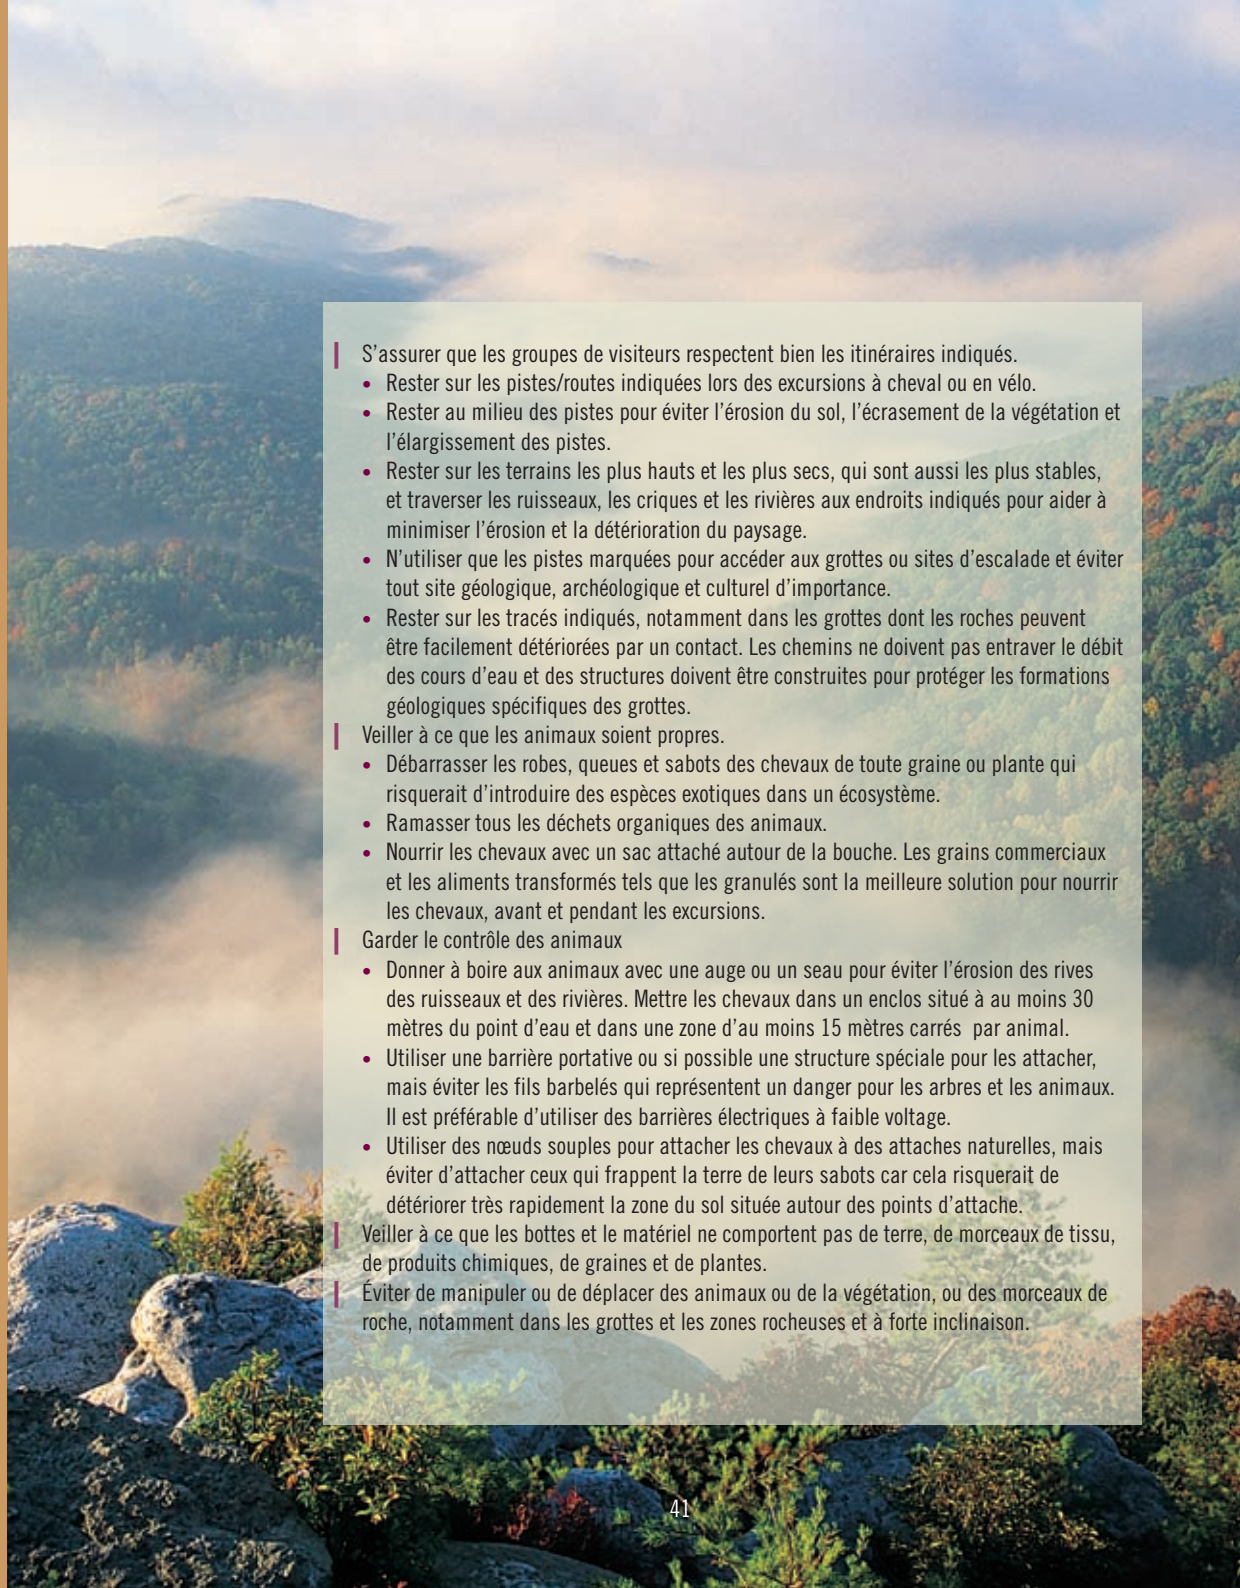 S'assurer que les groupes de visiteurs respectent bien les itinéraires indiqués.
• Rester sur les pistes/routes indiquées lors des excursions à cheval ou en vélo.
• Rester au milieu des pistes pour éviter l'érosion du sol, l'écrasement de la végétation et
l'élargissement des pistes.
• Rester sur les terrains les plus hauts et les plus secs, qui sont aussi les plus stables,
et traverser les ruisseaux, les criques et les rivières aux endroits indiqués pour aider à
minimiser l'érosion et la détérioration du paysage.
• N'utiliser que les pistes marquées pour accéder aux grottes ou sites d'escalade et éviter
tout site géologique, archéologique et culturel d'importance.
• Rester sur les tracés indiqués, notamment dans les grottes dont les roches peuvent
être facilement détériorées par un contact. Les chemins ne doivent pas entraver le débit
des cours d'eau et des structures doivent être construites pour protéger les formations
géologiques spécifiques des grottes.
Veiller à ce que les animaux soient propres.
• Débarrasser les robes, queues et sabots des chevaux de toute graine ou plante qui
risquerait d'introduire des espèces exotiques dans un écosystème.
• Ramasser tous les déchets organiques des animaux.
• Nourrir les chevaux avec un sac attaché autour de la bouche. Les grains commerciaux
et les aliments transformés tels que les granulés sont la meilleure solution pour nourrir
les chevaux, avant et pendant les excursions.
Garder le contrôle des animaux
• Donner à boire aux animaux avec une auge ou un seau pour éviter l'érosion des rives
des ruisseaux et des rivières. Mettre les chevaux dans un enclos situé à au moins 30
mètres du point d'eau et dans une zone d'au moins 15 mètres carrés par animal.
• Utiliser une barrière portative ou si possible une structure spéciale pour les attacher,
mais éviter les fils barbelés qui représentent un danger pour les arbres et les animaux.
Il est préférable d'utiliser des barrières électriques à faible voltage.
• Utiliser des nœuds souples pour attacher les chevaux à des attaches naturelles, mais
éviter d'attacher ceux qui frappent la terre de leurs sabots car cela risquerait de
détériorer très rapidement la zone du sol située autour des points d'attache.
Veiller à ce que les bottes et le matériel ne comportent pas de terre, de morceaux de tissu,
de produits chimiques, de graines et de plantes.
Éviter de manipuler ou de déplacer des animaux ou de la végétation, ou des morceaux de
roche, notamment dans les grottes et les zones rocheuses et à forte inclinaison.
41